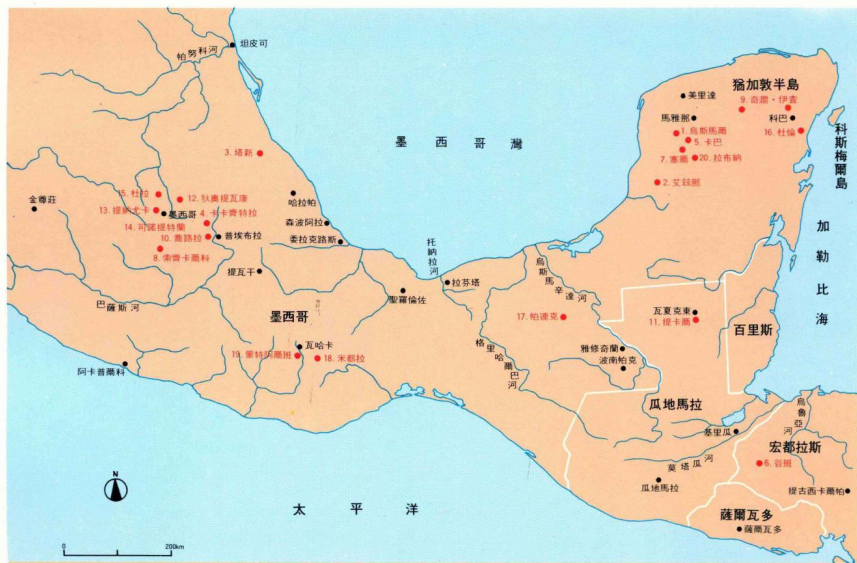 坦皮可
帕努科河
猶加敦半島
美里達
9. 奇甌・伊查
馬雅那
科巴
1. 烏斯馬爾
5. 卡巴
16. 杜倫
3. 塔新
墨西哥灣
7. 塞爾
20. 拉布納
科斯梅爾島
2. 艾茲那
15. 杜拉
12. 狄奧提瓦康
哈拉帕
金尊莊
13. 提納尤卡
墨西哥
4. 卡卡齊特拉
森波阿拉
14. 可諾提特蘭
普埃布拉
10. 喬路拉
委拉克路斯
8. 索齊卡爾科
托納拉河
加勒比海
提瓦干
拉芬塔
烏斯馬辛達河
聖羅倫佐
巴薩斯河
墨西哥
17. 帕連克
瓦夏克東
11. 提卡爾
百里斯
瓦哈卡
19. 蒙特阿爾班
18. 米都拉
格里哈爾巴河
雅修奇蘭
波南帕克
阿卡普爾科
瓜地馬拉
烏魯亞河
基里瓜
宏都拉斯
莫塔瓜河
6. 谷班
N
瓜地馬拉
提古西卡爾帕
太平洋
薩爾瓦多
薩爾瓦多
0
200km